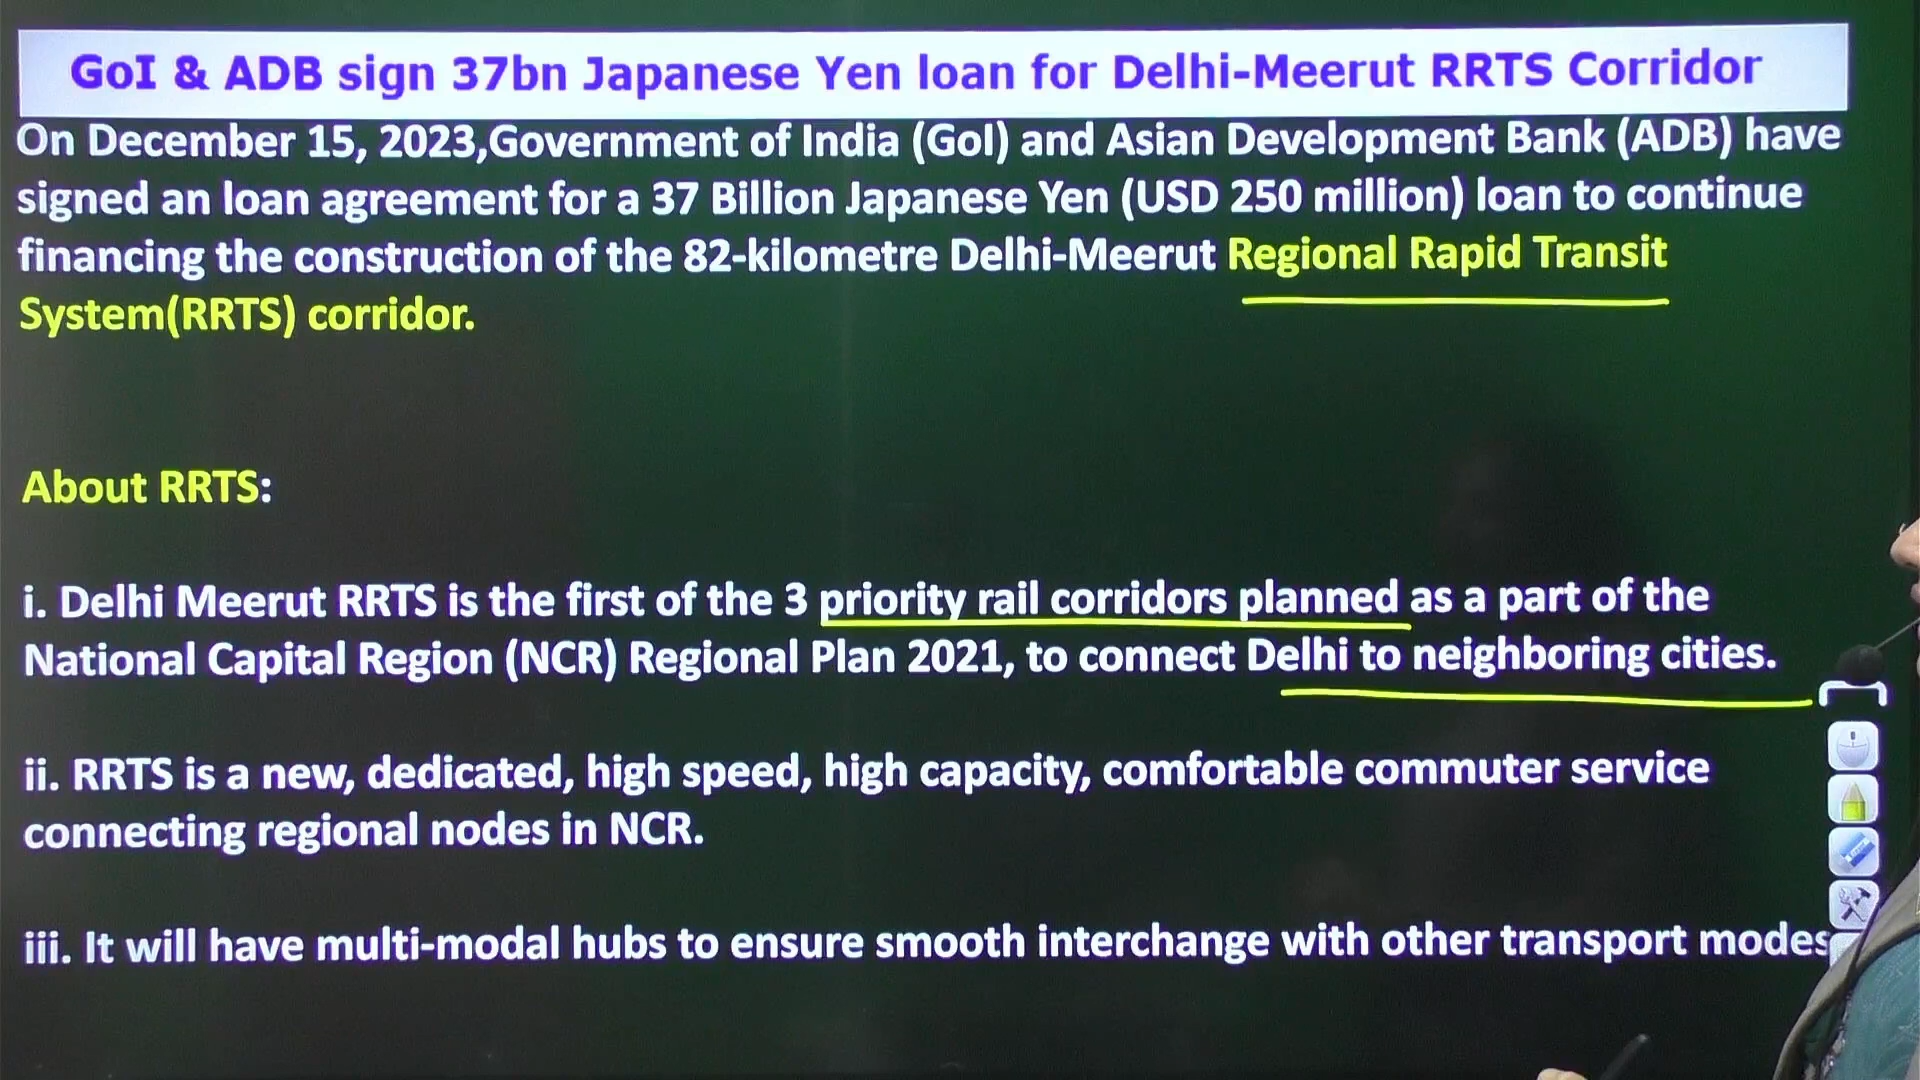 GoI & ADB sign 37bn Japanese Yen loan for Delhi-Meerut RRTS Corridor
On December 15, 2023,Government of India (GoI) and Asian Development Bank (ADB) have
signed an loan agreement for a 37 Billion Japanese Yen (USD 250 million) loan to continue
financing the construction of the 82-kilometre Delhi-Meerut Regional Rapid Transit
System(RRTS) corridor.
About RRTS:
i. Delhi Meerut RRTS is the first of the 3 priority rail corridors planned as a part of the
National Capital Region (NCR) Regional Plan 2021, to connect Delhi to neighboring cities.
ii. RRTS is a new, dedicated, high speed, high capacity, comfortable commuter service
connecting regional nodes in NCR.
iii. It will have multi-modal hubs to ensure smooth interchange with other transport modes